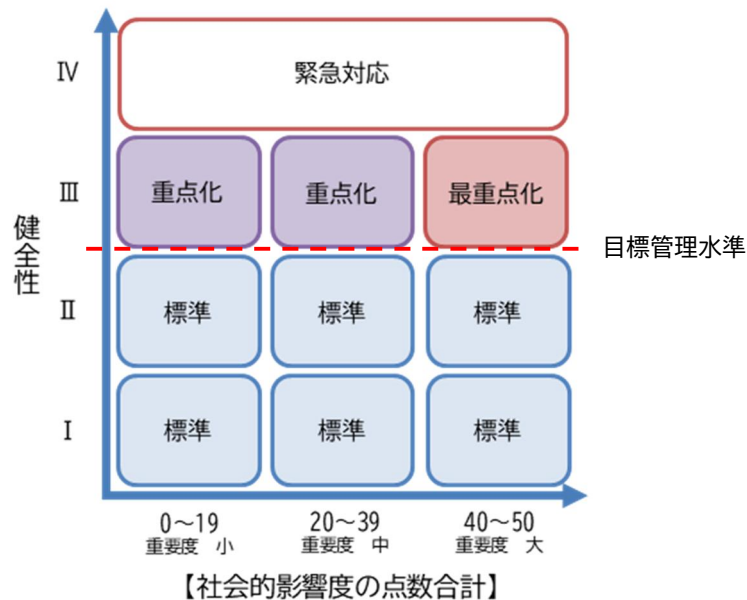 Ⅳ
緊急対応
Ⅲ
重点化
重点化
最重点化
目標管理水準
健全性
Ⅱ
標準
標準
標準
Ⅰ
標準
標準
標準
0～19
20～39
40～50
重要度 小
重要度 中
重要度 大
【社会的影響度の点数合計】